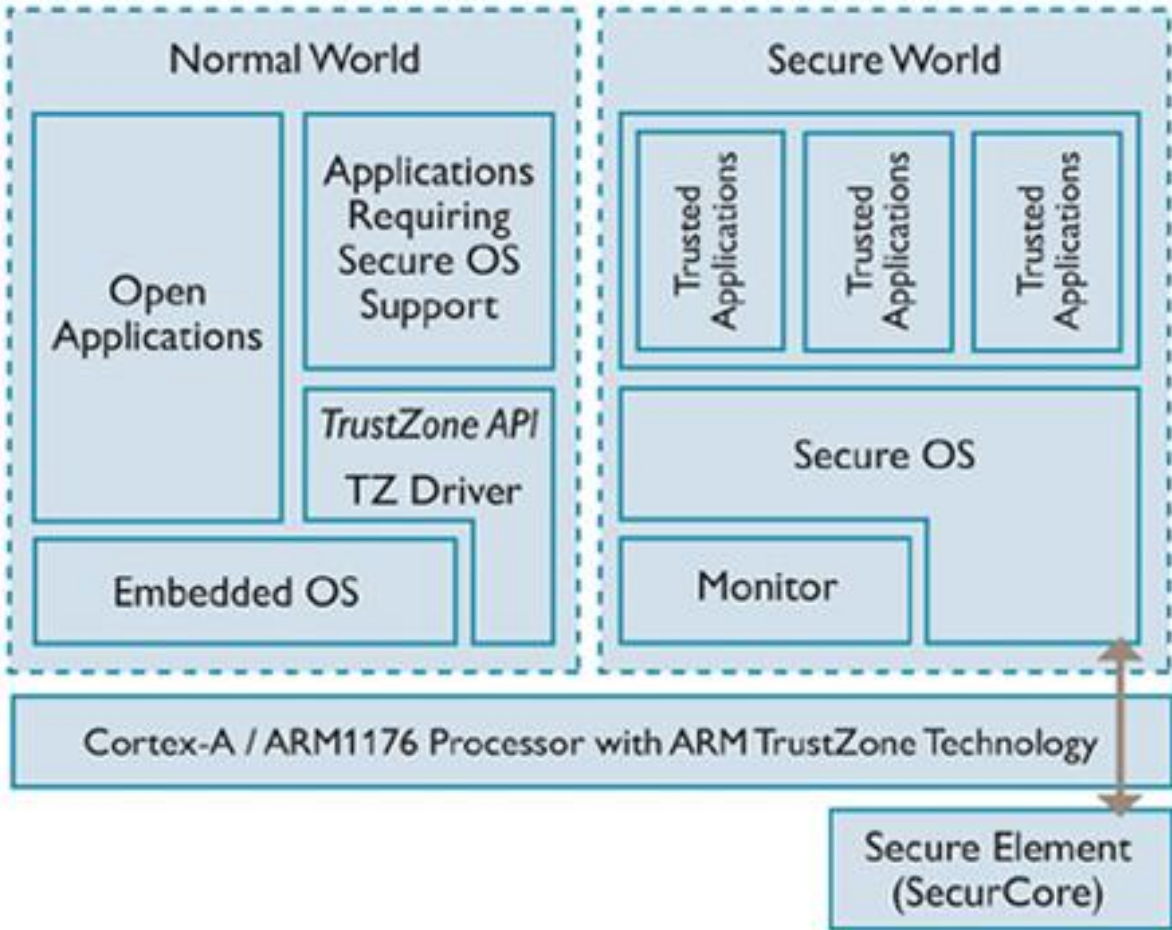 Normal World
Open
Applications
Applications
Requiring
Secure OS
Support
TrustZone API
TZ Driver
Embedded OS
Secure World
Trusted
Applications
Trusted
Applications
Trusted
Applications
Secure OS
Monitor
Cortex-A / ARM1176 Processor with ARM TrustZone Technology
Secure Element
(SecurCore)